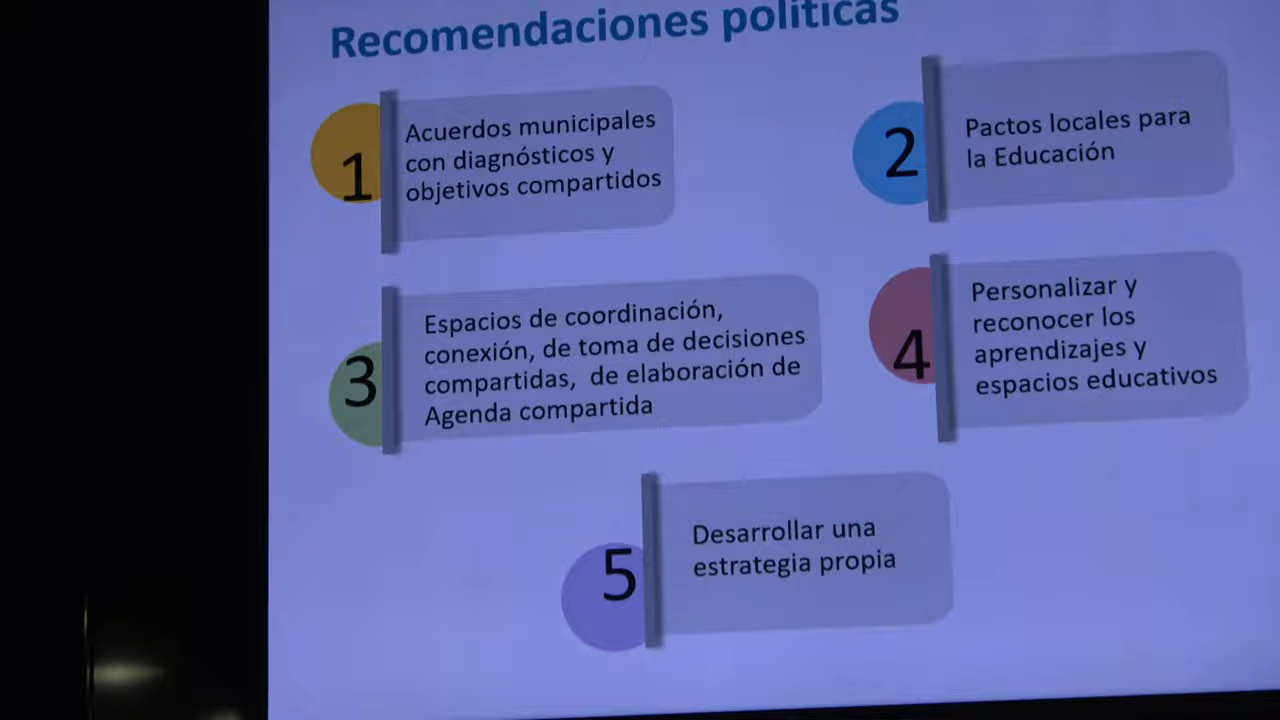 Recomendaciones políticas
1
Acuerdos municipales
con diagnósticos y
objetivos compartidos
2
Pactos locales para
la Educación
3
Espacios de coordinación,
conexión, de toma de decisiones
compartidas, de elaboración de
Agenda compartida
4
Personalizar y
reconocer los
aprendizajes y
espacios educativos
5
Desarrollar una
estrategia propia